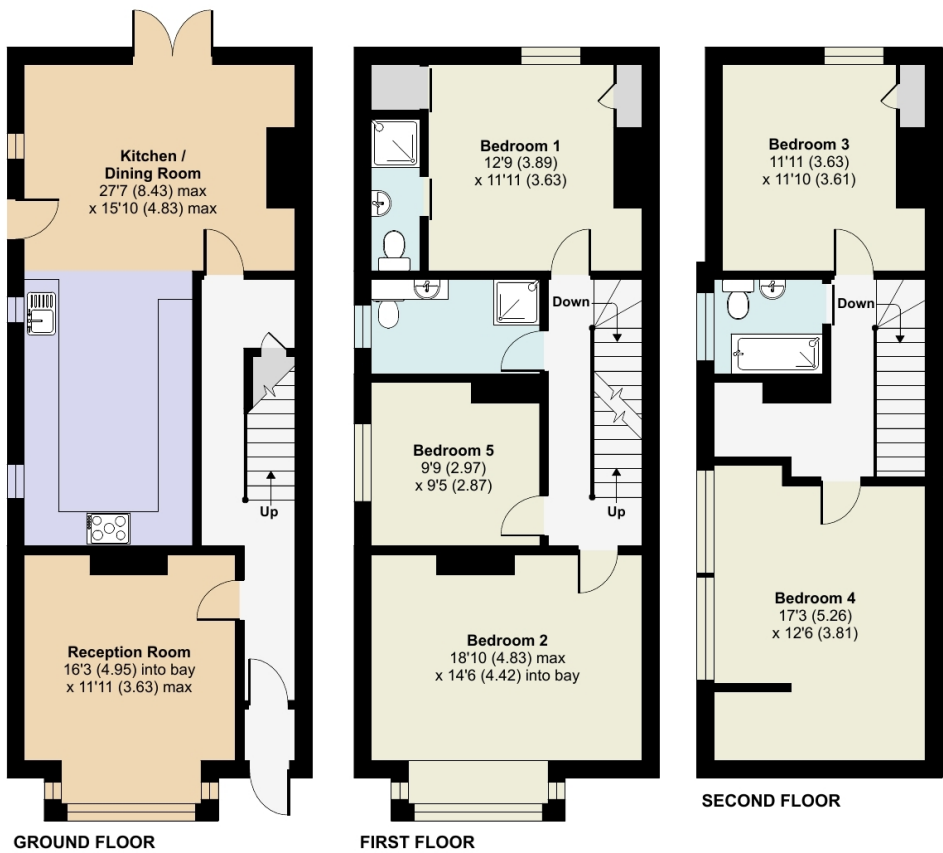 Kitchen /
Dining Room
27'7 (8.43) max
x 15'10 (4.83) max
Up
Reception Room
16'3 (4.95) into bay
x 11'11 (3.63) max
GROUND FLOOR
Bedroom 1
12'9 (3.89)
x 11'11 (3.63)
Down
Bedroom 5
9'9 (2.97)
x 9'5 (2.87)
Up
Bedroom 2
18'10 (4.83) max
x 14'6 (4.42) into bay
FIRST FLOOR
Bedroom 3
11'11 (3.63)
x 11'10 (3.61)
Down
Bedroom 4
17'3 (5.26)
x 12'6 (3.81)
SECOND FLOOR